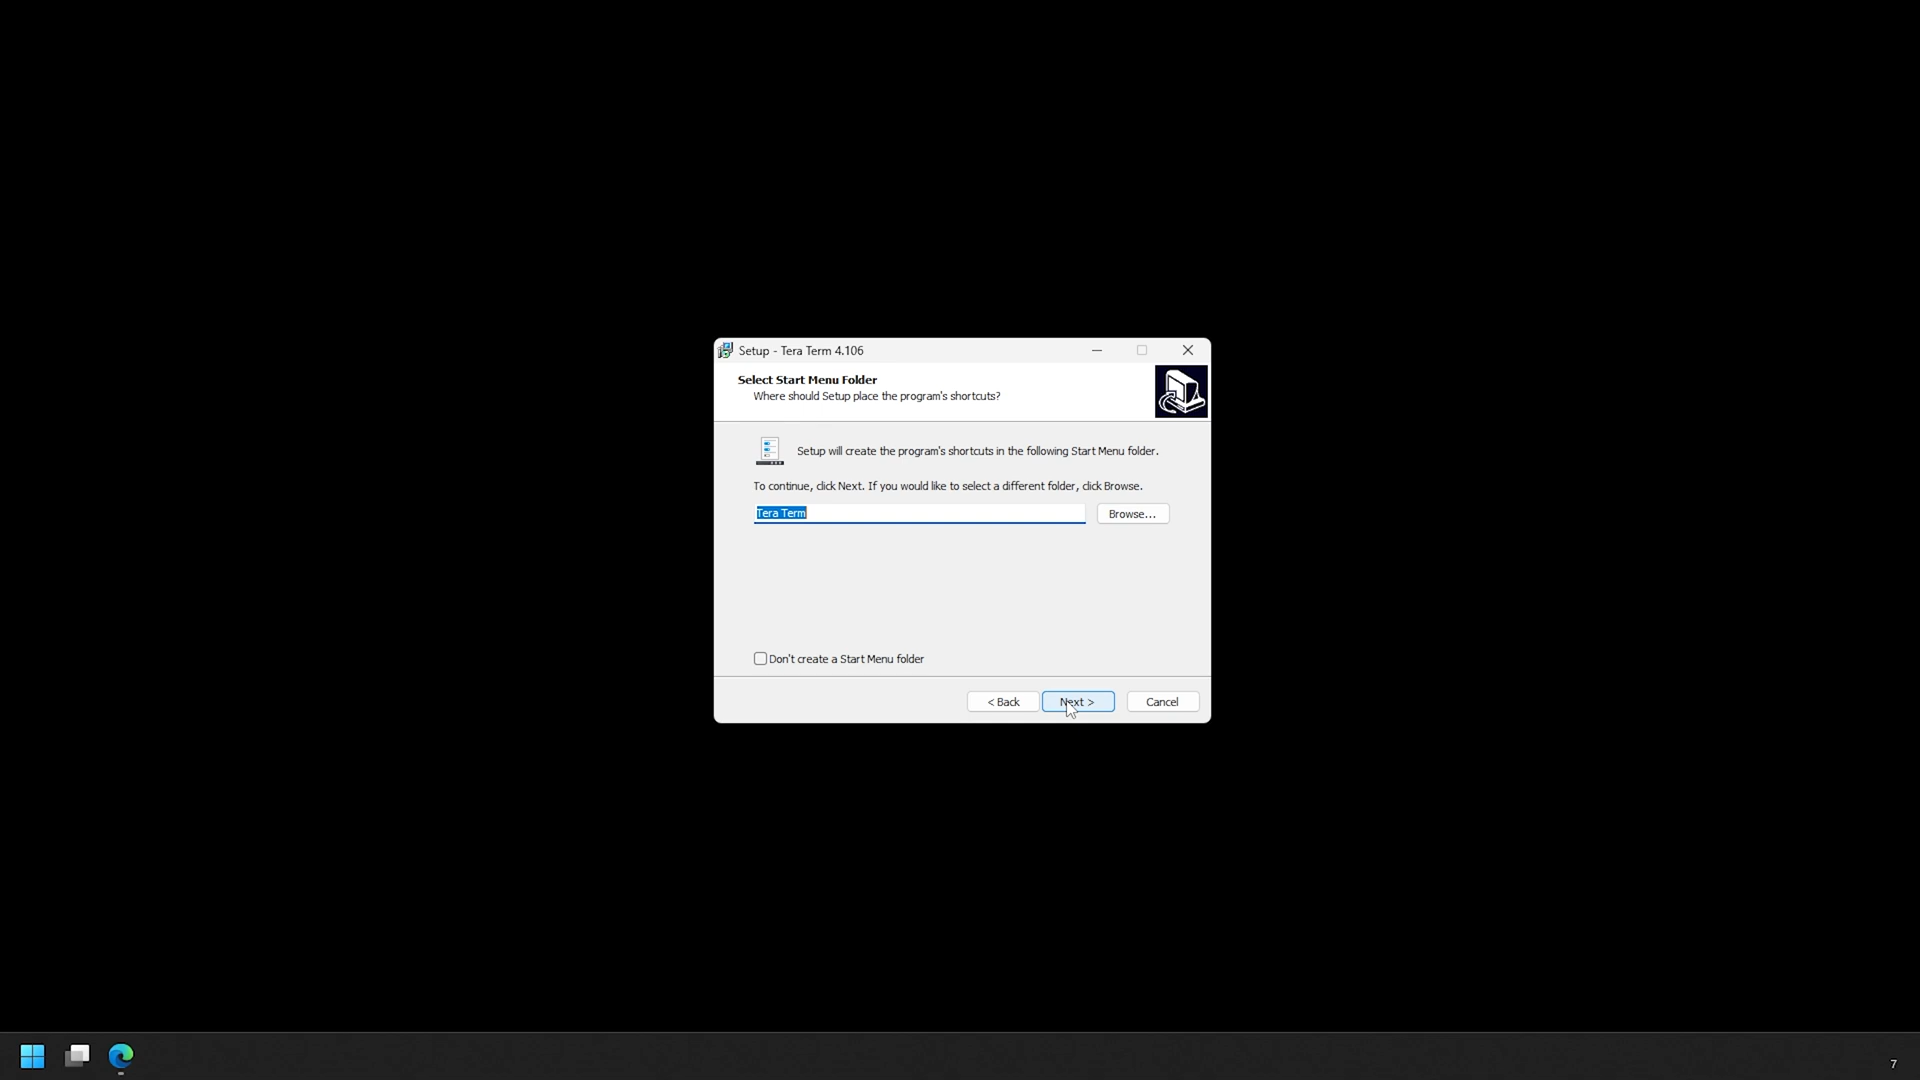 Setup - Tera Term 4.106
Select Start Menu Folder
Where should Setup place the program's shortcuts?
Setup will create the program's shortcuts in the following Start Menu folder.
To continue, click Next. If you would like to select a different folder, click Browse.
Tera Term
Browse...
Don't create a Start Menu folder
< Back
Next >
Cancel
7